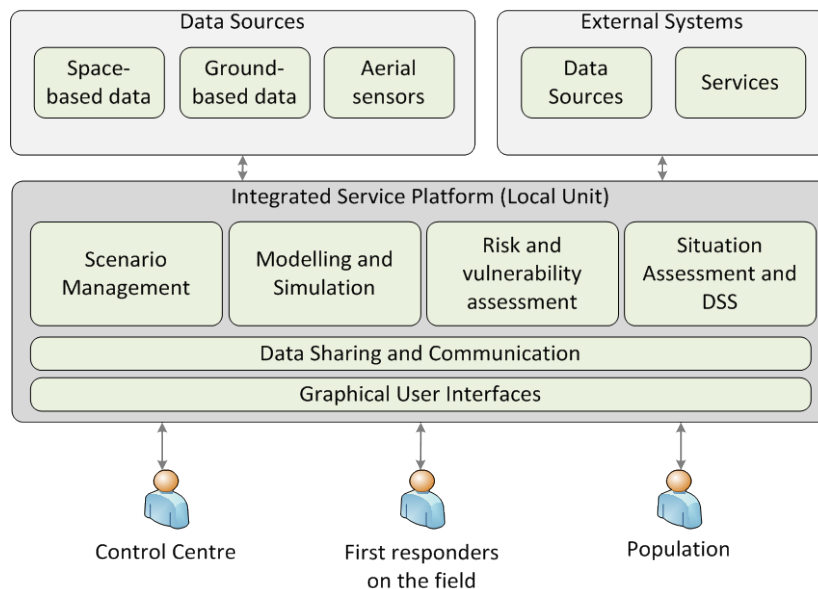 Data Sources
Space-
based data
Ground-
based data
Aerial
sensors
External Systems
Data
Sources
Services
Integrated Service Platform (Local Unit)
Scenario
Management
Modelling and
Simulation
Risk and
vulnerability
assessment
Situation
Assessment and
DSS
Data Sharing and Communication
Graphical User Interfaces
Control Centre
First responders
on the field
Population